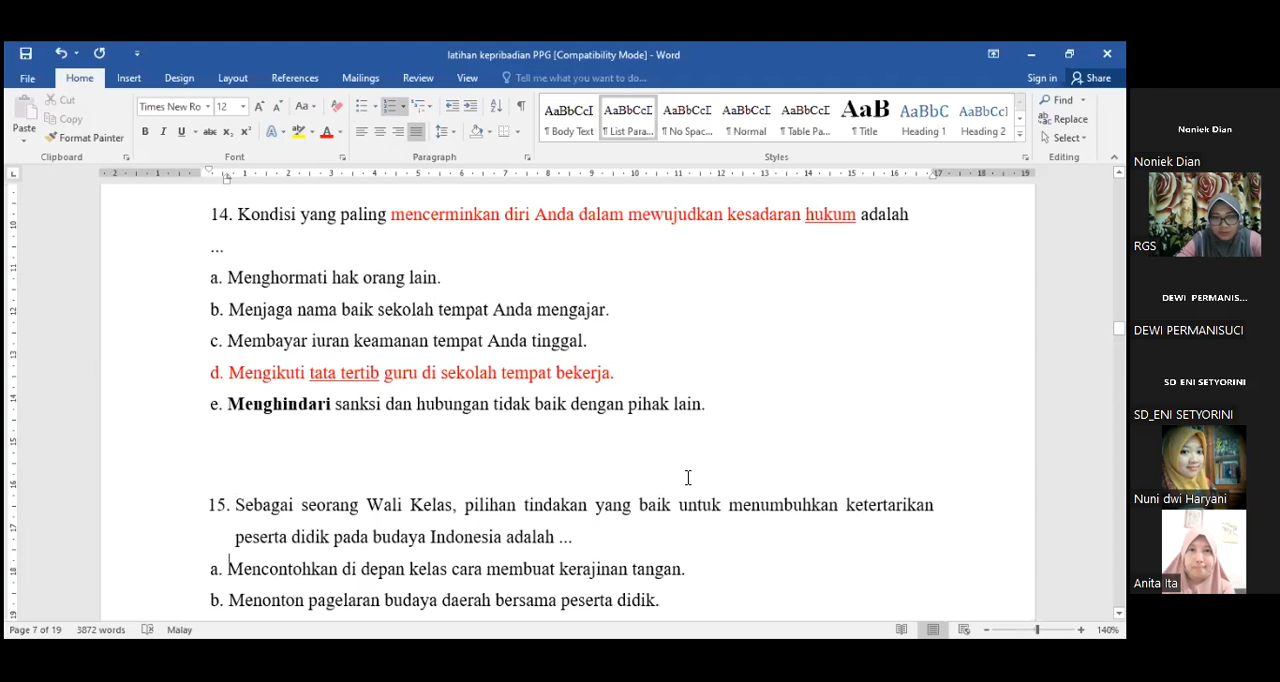 latihan kepribadian PPG [Compatibility Mode] - Word
File Home Insert Design Layout References Mailings Review View Tell me what you want to do... Sign in Share
Cut
Copy
Format Painter
Paste
Times New Ro 12
Find
Replace
Select
AaBbCcI AaBbCcI AaBbCcI AaBbCcI AaBbCcI AaB AaBbC AaBbCcI
¶ Body Text ¶ List Para... ¶ No Spac... ¶ Normal ¶ Table Pa... ¶ Title Heading 1 Heading 2
Clipboard Font Paragraph Styles Editing
14. Kondisi yang paling mencerminkan diri Anda dalam mewujudkan kesadaran hukum adalah
...
a. Menghormati hak orang lain.
b. Menjaga nama baik sekolah tempat Anda mengajar.
c. Membayar iuran keamanan tempat Anda tinggal.
d. Mengikuti tata tertib guru di sekolah tempat bekerja.
e. Menghindari sanksi dan hubungan tidak baik dengan pihak lain.
15. Sebagai seorang Wali Kelas, pilihan tindakan yang baik untuk menumbuhkan ketertarikan
peserta didik pada budaya Indonesia adalah ...
a. Mencontohkan di depan kelas cara membuat kerajinan tangan.
b. Menonton pagelaran budaya daerah bersama peserta didik.
Page 7 of 19 3872 words Malay 140%
Noniek Dian
Noniek Dian
RGS
DEWI PERMANIS...
DEWI PERMANISUCI
SD_ENI SETYORINI
SD_ENI SETYORINI
Nuni dwi Haryani
Anita Ita